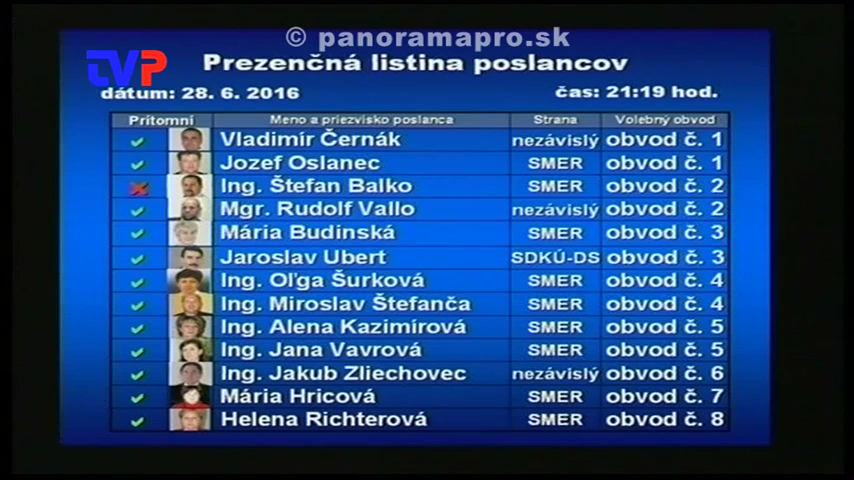 © panoramapro.sk
TVP
Prezenčná listina poslancov
dátum: 28. 6. 2016 čas: 21:19 hod.
Prítomní Meno a priezvisko poslanca Strana Volebný obvod
Vladimír Černák nezávislý obvod č. 1
Jozef Oslanec SMER obvod č. 1
Ing. Štefan Balko SMER obvod č. 2
Mgr. Rudolf Vallo nezávislý obvod č. 2
Mária Budinská SMER obvod č. 3
Jaroslav Ubert SDKÚ-DS obvod č. 3
Ing. Oľga Šurková SMER obvod č. 4
Ing. Miroslav Štefanča SMER obvod č. 4
Ing. Alena Kazimírová SMER obvod č. 5
Ing. Jana Vavrová SMER obvod č. 5
Ing. Jakub Zliechovec nezávislý obvod č. 6
Mária Hricová SMER obvod č. 7
Helena Richterová SMER obvod č. 8